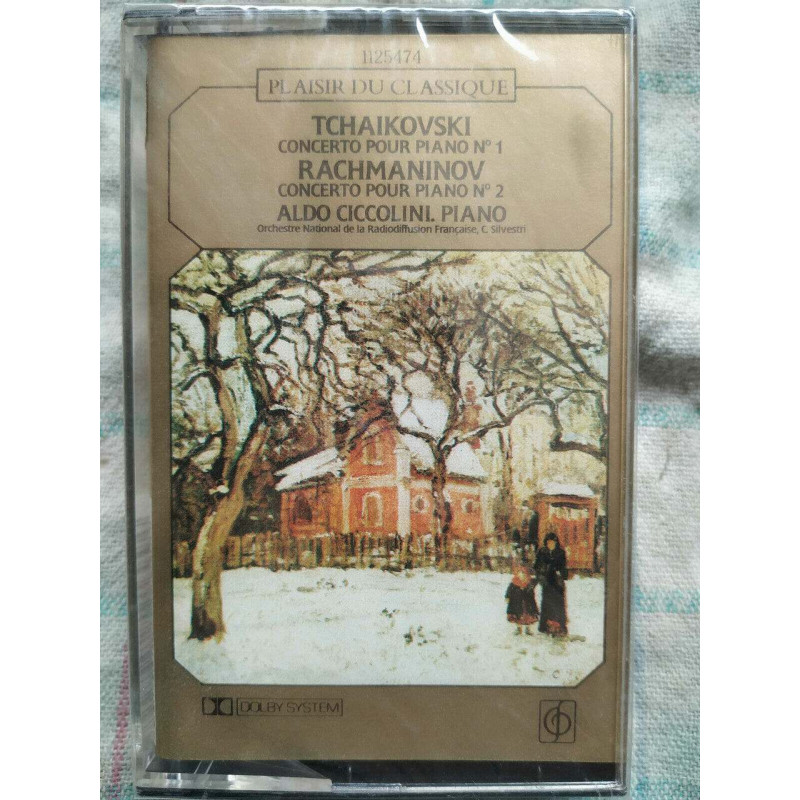 1125474
PLAISIR DU CLASSIQUE
TCHAIKOVSKI
CONCERTO POUR PIANO N° 1
RACHMANINOV
CONCERTO POUR PIANO N° 2
ALDO CICCOLINI. PIANO
Orchestre National de la Radiodiffusion Française, C. Silvestri
DOLBY SYSTEM